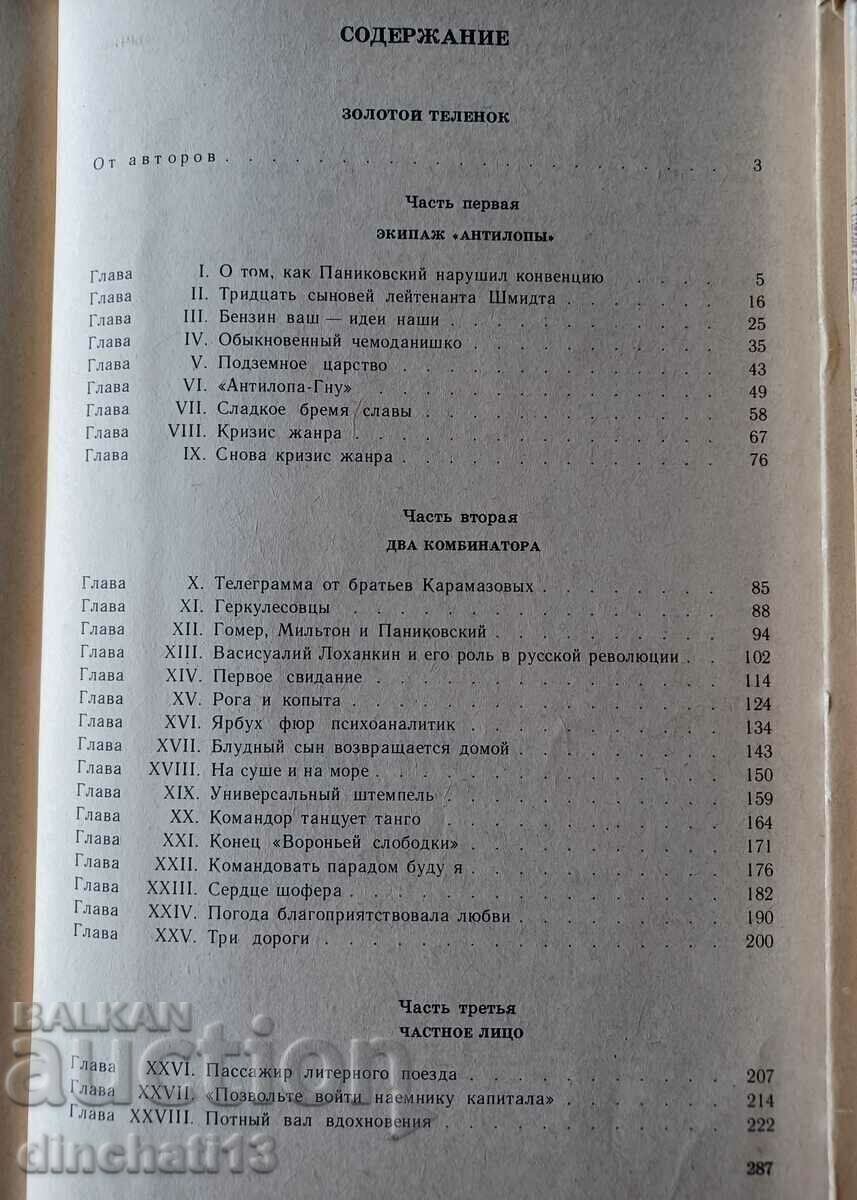 СОДЕРЖАНИЕ
ЗОЛОТОЙ ТЕЛЕНОК
От авторов . . . . . . . . . . . . . . . . . . 3
Часть первая
ЭКИПАЖ «АНТИЛОПЫ»
Глава I. О том, как Паниковский нарушил конвенцию . . . . 5
Глава II. Тридцать сыновей лейтенанта Шмидта . . . . . . 16
Глава III. Бензин ваш — идеи наши . . . . . . . . . . 25
Глава IV. Обыкновенный чемоданишко . . . . . . . . . 35
Глава V. Подземное царство . . . . . . . . . . . . 43
Глава VI. «Антилопа-Гну» . . . . . . . . . . . . . 49
Глава VII. Сладкое бремя славы . . . . . . . . . . . 58
Глава VIII. Кризис жанра . . . . . . . . . . . . . 67
Глава IX. Снова кризис жанра . . . . . . . . . . . 76
Часть вторая
ДВА КОМБИНАТОРА
Глава X. Телеграмма от братьев Карамазовых . . . . . . . 85
Глава XI. Геркулесовцы . . . . . . . . . . . . . 88
Глава XII. Гомер, Мильтон и Паниковский . . . . . . . . 94
Глава XIII. Васисуалий Лоханкин и его роль в русской революции . . 102
Глава XIV. Первое свидание . . . . . . . . . . . . 114
Глава XV. Рога и копыта . . . . . . . . . . . . . 124
Глава XVI. Ярбух фюр психоаналитик . . . . . . . . . 134
Глава XVII. Блудный сын возвращается домой . . . . . . . 143
Глава XVIII. На суше и на море . . . . . . . . . . . 150
Глава XIX. Универсальный штемпель . . . . . . . . . . 159
Глава XX. Командор танцует танго . . . . . . . . . . 164
Глава XXI. Конец «Вороньей слободки» . . . . . . . . . 171
Глава XXII. Командовать парадом буду я . . . . . . . . 176
Глава XXIII. Сердце шофера . . . . . . . . . . . . 182
Глава XXIV. Погода благоприятствовала любви . . . . . . . 190
Глава XXV. Три дороги . . . . . . . . . . . . . . 200
Часть третья
ЧАСТНОЕ ЛИЦО
Глава XXVI. Пассажир литерного поезда . . . . . . . . 207
Глава XXVII. «Позвольте войти наемнику капитала» . . . . . . 214
Глава XXVIII. Потный вал вдохновения . . . . . . . . . 222
287
BALKAN
auction
dinchati13